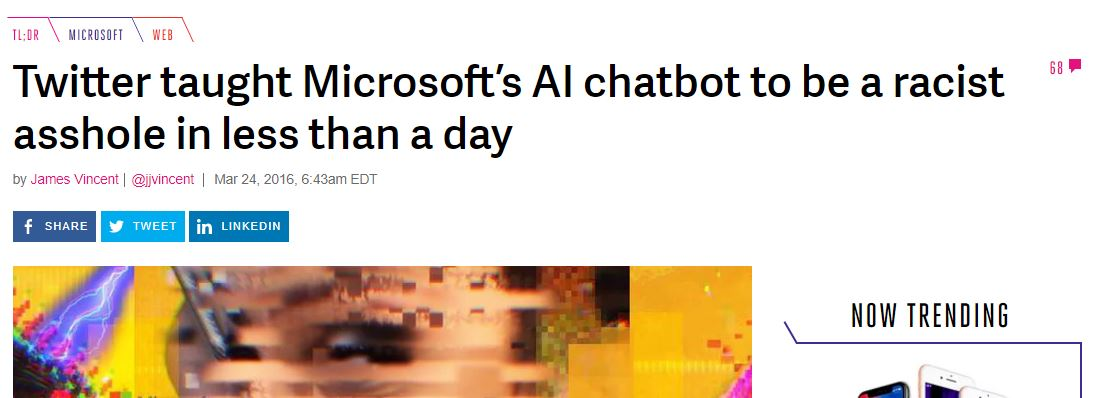 TL;DR MICROSOFT WEB
Twitter taught Microsoft's AI chatbot to be a racist
68
asshole in less than a day
by James Vincent | @jjvincent | Mar 24, 2016, 6:43am EDT
SHARE TWEET LINKEDIN
NOW TRENDING